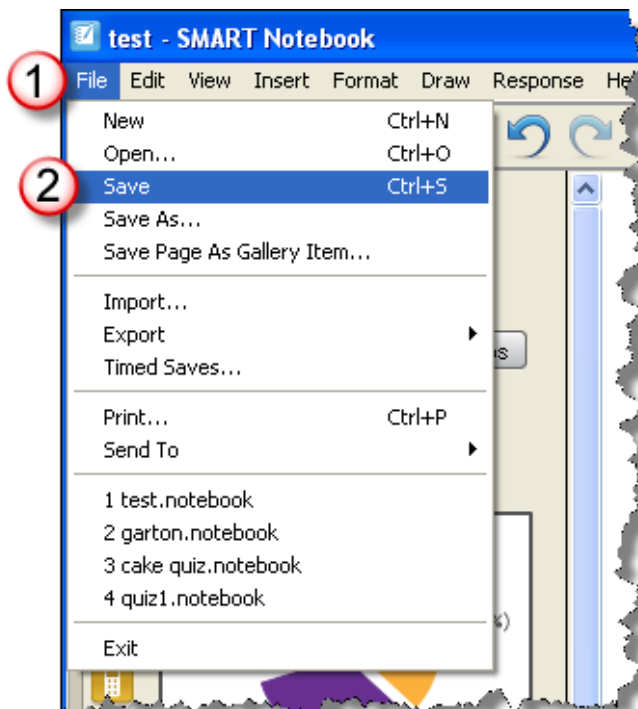 test - SMART Notebook
1
File Edit View Insert Format Draw Response He
New Ctrl+N
Open... Ctrl+O
2
Save Ctrl+S
Save As...
Save Page As Gallery Item...
Import...
Export
Timed Saves...
Print... Ctrl+P
Send To
1 test.notebook
2 garton.notebook
3 cake quiz.notebook
4 quiz1.notebook
%)
Exit